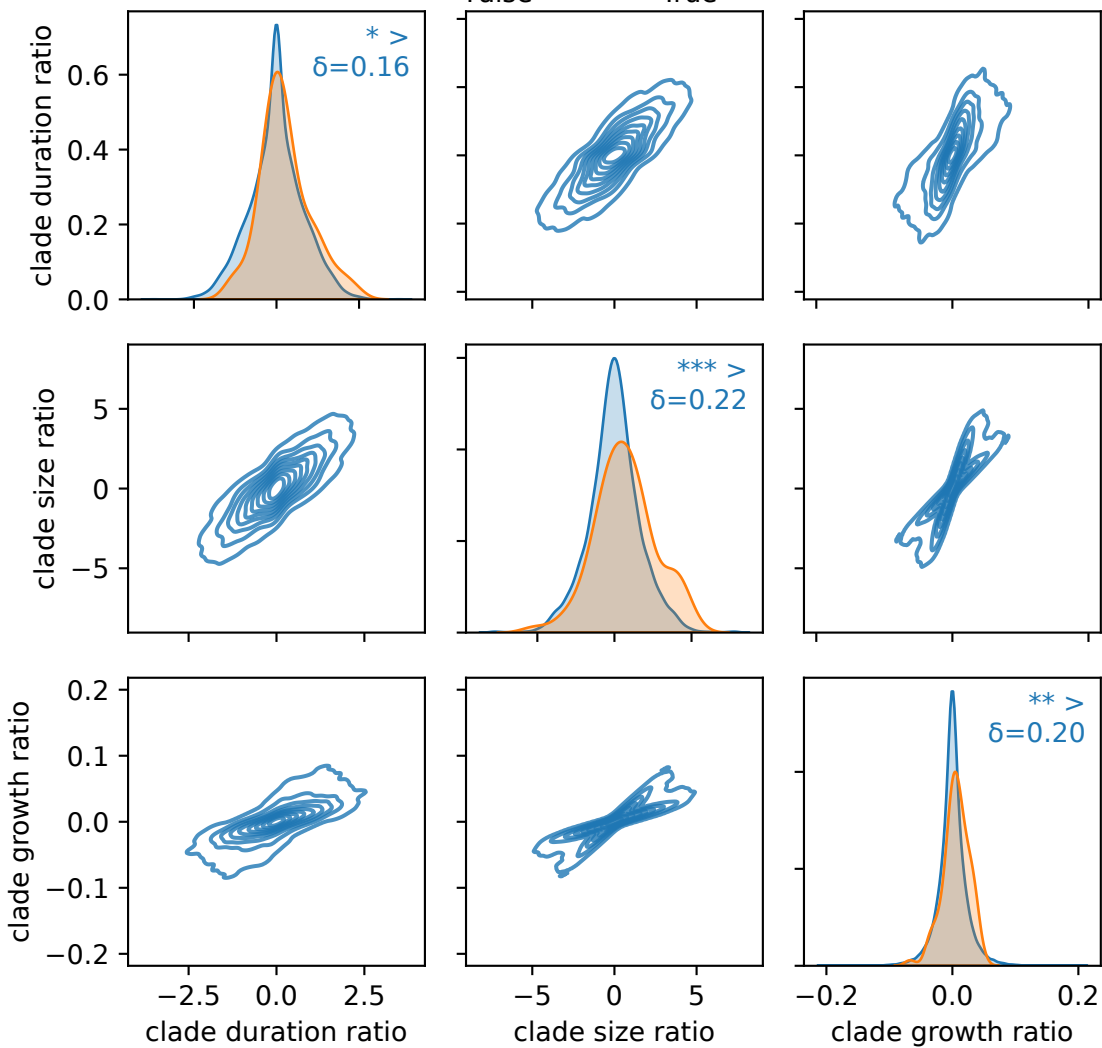 False True
clade duration ratio
0.0
0.2
0.4
0.6
* >
δ=0.16
clade size ratio
5
0
−5
*** >
δ=0.22
clade growth ratio
0.2
0.1
0.0
−0.1
−0.2
** >
δ=0.20
−2.5 0.0 2.5
clade duration ratio
−5 0 5
clade size ratio
−0.2 0.0 0.2
clade growth ratio